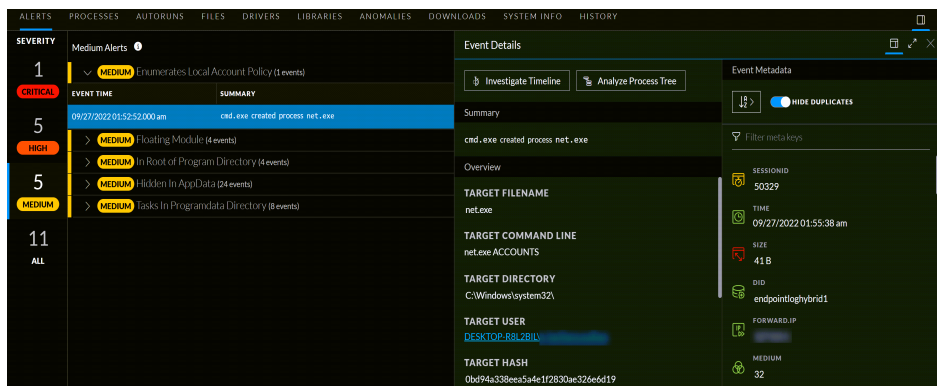 ALERTS PROCESSES AUTORUNS FILES DRIVERS LIBRARIES ANOMALIES DOWNLOADS SYSTEM INFO HISTORY
SEVERITY
1
CRITICAL
5
HIGH
5
MEDIUM
11
ALL
Medium Alerts
MEDIUM Enumerates Local Account Policy (1 events)
EVENT TIME SUMMARY
09/27/2022 01:52:52.000 am cmd.exe created process net.exe
MEDIUM Floating Module (4 events)
MEDIUM In Root of Program Directory (4 events)
MEDIUM Hidden In AppData (24 events)
MEDIUM Tasks In Programdata Directory (8 events)
Event Details
Investigate Timeline Analyze Process Tree
Summary
cmd.exe created process net.exe
Overview
TARGET FILENAME
net.exe
TARGET COMMAND LINE
net.exe ACCOUNTS
TARGET DIRECTORY
C:\Windows\system32\
TARGET USER
DESKTOP-R8L2BIL\
TARGET HASH
0bd94a338eea5a4e1f2830ae326e6d19
Event Metadata
HIDE DUPLICATES
Filter meta keys
SESSIONID
50329
TIME
09/27/2022 01:55:38 am
SIZE
41 B
DID
endpointloghybrid1
FORWARD.IP
MEDIUM
32